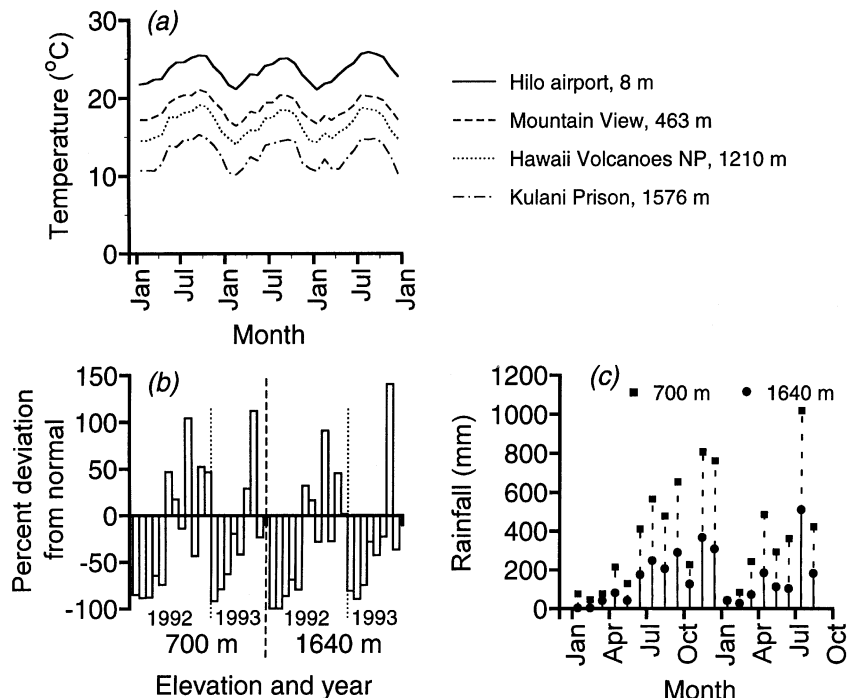 (a)
30
20
10
0
Temperature (°C)
Jan
Jul
Jan
Jul
Jan
Jul
Jan
Month
Hilo airport, 8 m
Mountain View, 463 m
Hawaii Volcanoes NP, 1210 m
Kulani Prison, 1576 m
(b)
150
100
50
0
-50
-100
Percent deviation
from normal
1992 1993 1992 1993
700 m 1640 m
Elevation and year
(c)
700 m 1640 m
1200
1000
800
600
400
200
0
Rainfall (mm)
Jan
Apr
Jul
Oct
Jan
Apr
Jul
Oct
Month